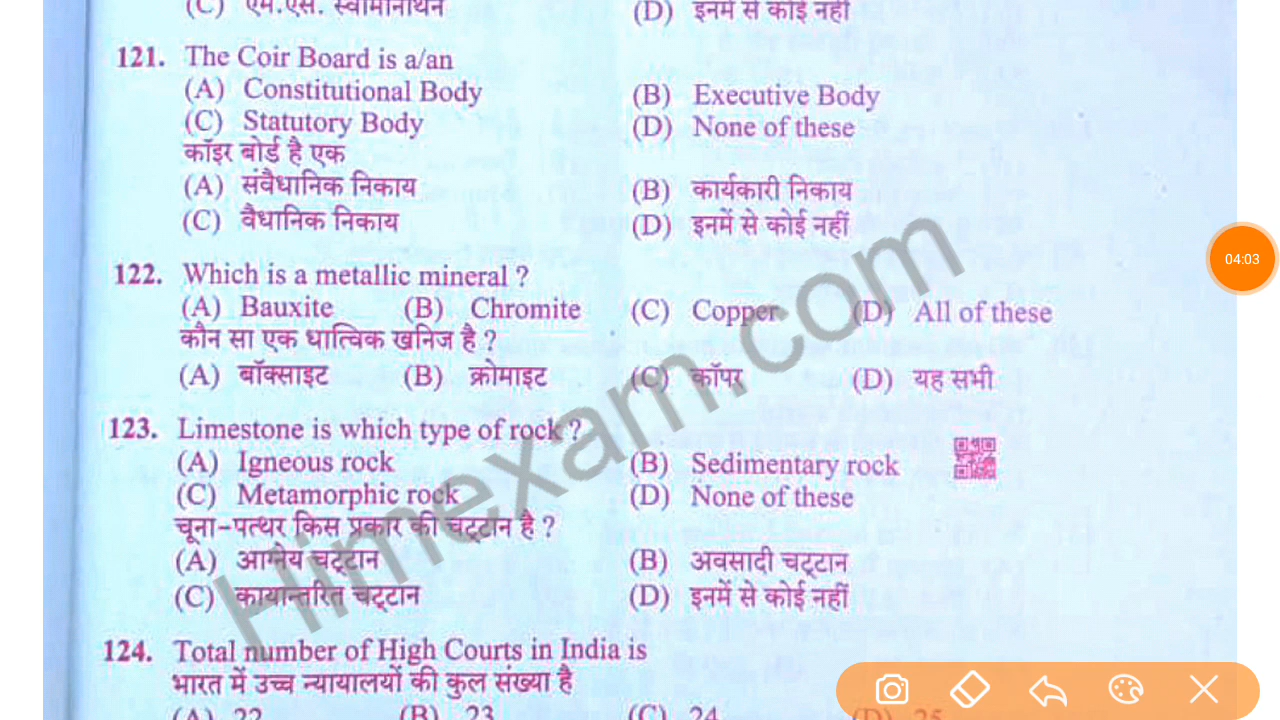 (C) एम.एस. स्वामीनाथन (D) इनमें से कोई नहीं
121. The Coir Board is a/an
(A) Constitutional Body (B) Executive Body
(C) Statutory Body (D) None of these
कॉइर बोर्ड है एक
(A) संवैधानिक निकाय (B) कार्यकारी निकाय
(C) वैधानिक निकाय (D) इनमें से कोई नहीं
122. Which is a metallic mineral ?
(A) Bauxite (B) Chromite (C) Copper (D) All of these
कौन सा एक धात्विक खनिज है ?
(A) बॉक्साइट (B) क्रोमाइट (C) कॉपर (D) यह सभी
123. Limestone is which type of rock ?
(A) Igneous rock (B) Sedimentary rock
(C) Metamorphic rock (D) None of these
चूना-पत्थर किस प्रकार की चट्टान है ?
(A) आग्नेय चट्टान (B) अवसादी चट्टान
(C) कायान्तरित चट्टान (D) इनमें से कोई नहीं
124. Total number of High Courts in India is
भारत में उच्च न्यायालयों की कुल संख्या है
(A) 22 (B) 23 (C) 24 (D) 25
Himexam.com
04:03